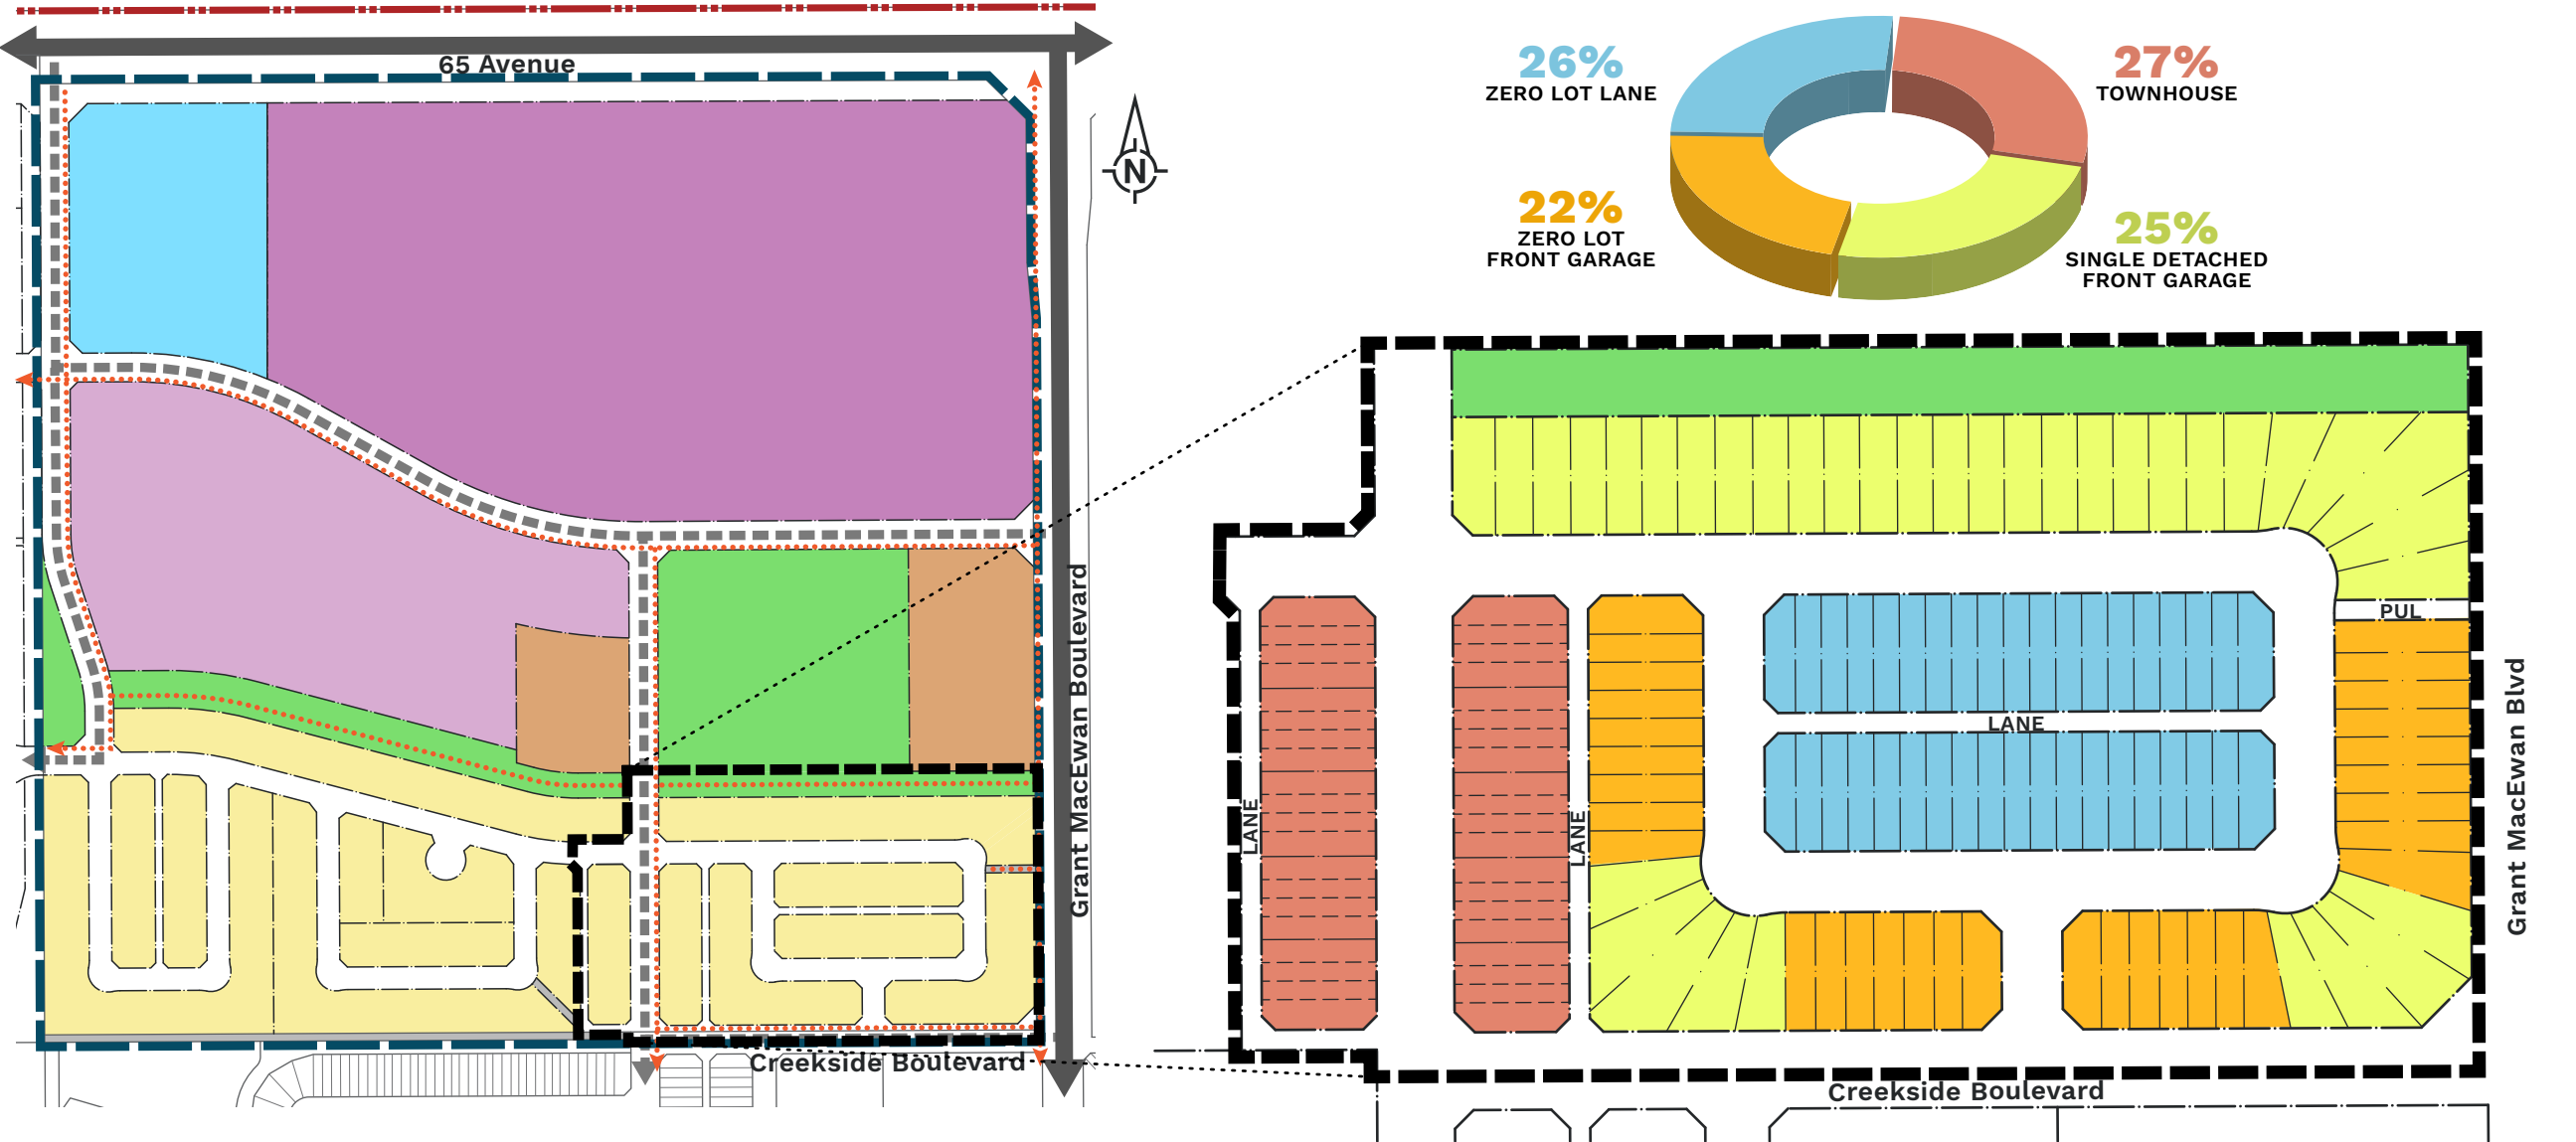 65 Avenue
N
Grant MacEwan Boulevard
Creekside Boulevard
26%
ZERO LOT LANE
27%
TOWNHOUSE
22%
ZERO LOT
FRONT GARAGE
25%
SINGLE DETACHED
FRONT GARAGE
PUL
LANE
LANE
LANE
Grant MacEwan Blvd
Creekside Boulevard